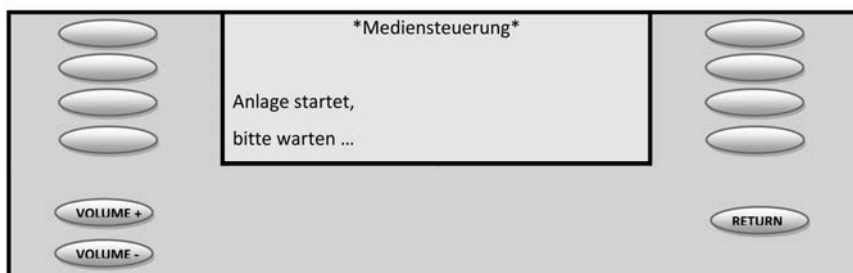 *Mediensteuerung*
Anlage startet,
bitte warten ...
VOLUME +
RETURN
VOLUME -